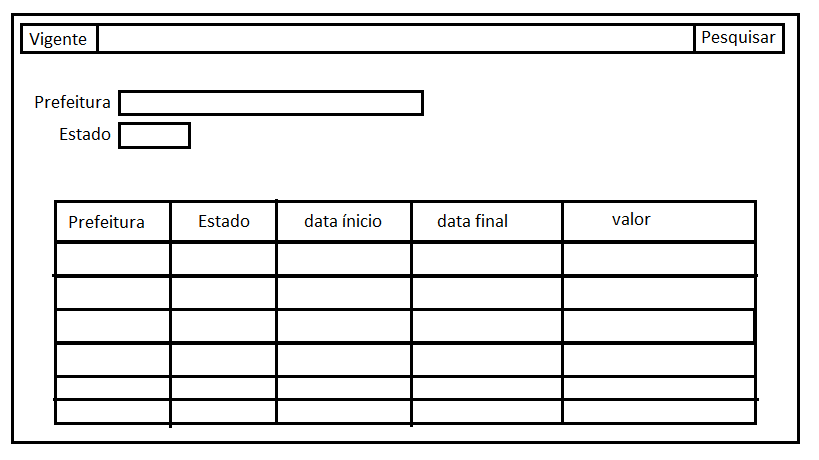 Vigente Pesquisar
Prefeitura
Estado
Prefeitura Estado data ínicio data final valor